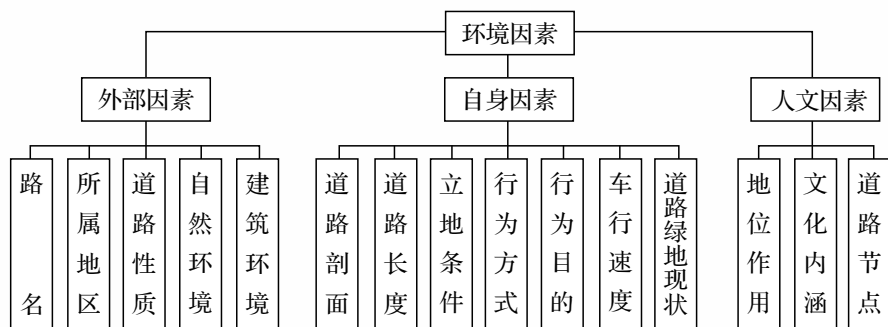 环境因素
外部因素
自身因素
人文因素
路名
所属地区
道路性质
自然环境
建筑环境
道路剖面
道路长度
立地条件
行为方式
行为目的
车行速度
道路绿地现状
地位作用
文化内涵
道路节点